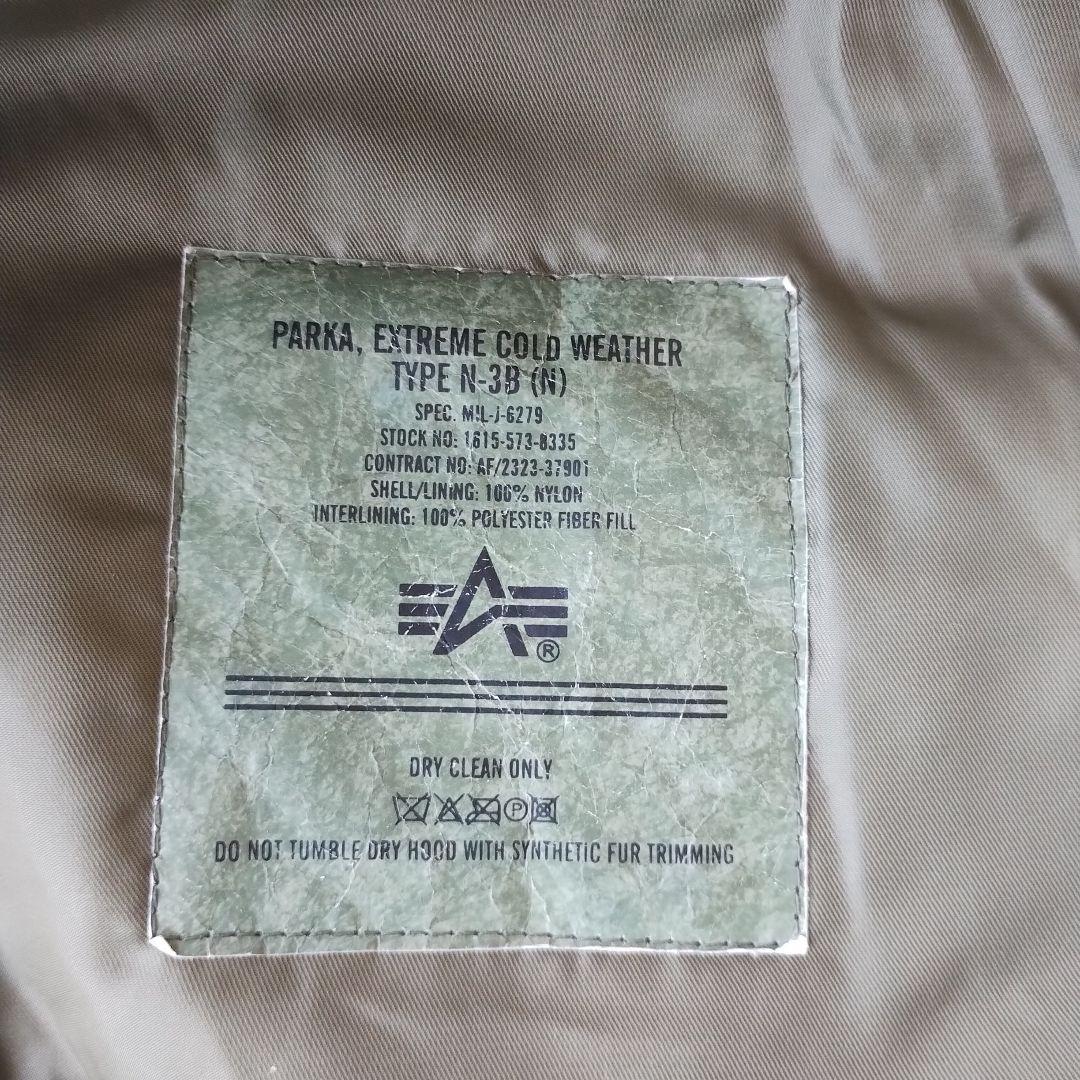 PARKA, EXTREME COLD WEATHER
TYPE N-3B (N)
SPEC. MIL-J-6279
STOCK NO: 1615-573-8335
CONTRACT NO: AF/2323-37901
SHELL/LINING: 100% NYLON
INTERLINING: 100% POLYESTER FIBER FILL
®
DRY CLEAN ONLY
P
DO NOT TUMBLE DRY HOOD WITH SYNTHETIC FUR TRIMMING